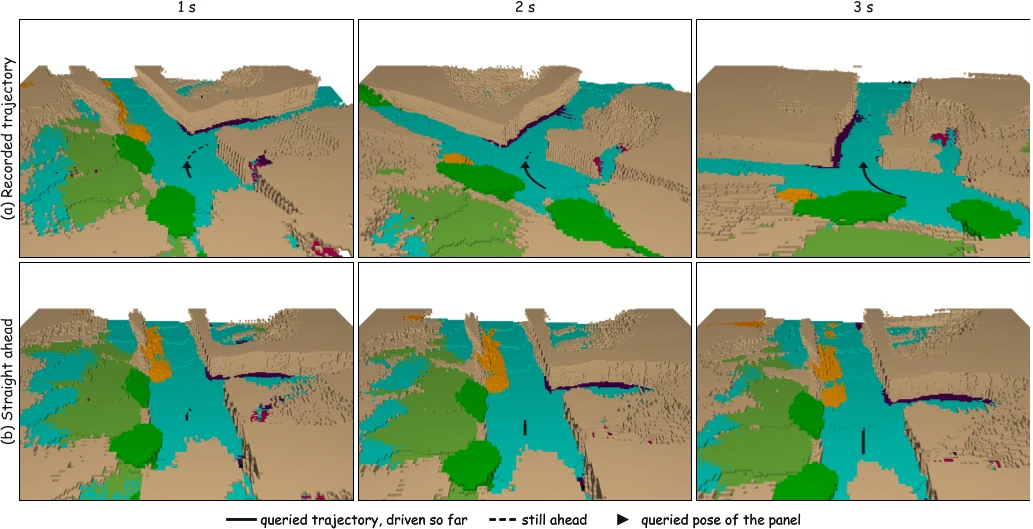 1 s 2 s 3 s
(a) Recorded trajectory
(b) Straight ahead
queried trajectory, driven so far still ahead queried pose of the panel